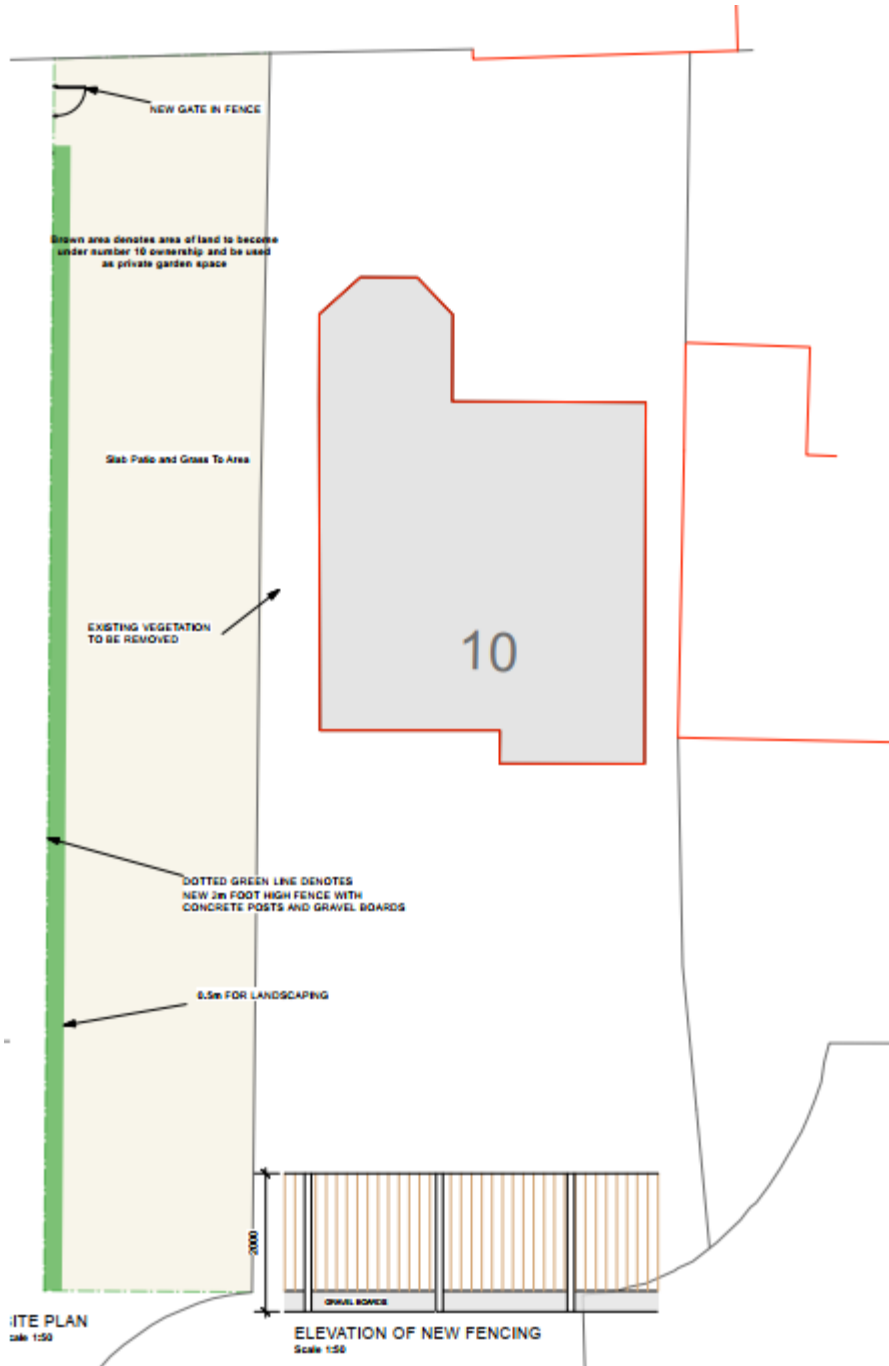 NEW GATE IN FENCE
Brown area denotes area of land to become
under number 10 ownership and be used
as private garden space
Slab Patio and Grass To Area
EXISTING VEGETATION
TO BE REMOVED
10
DOTTED GREEN LINE DENOTES
NEW 2m FOOT HIGH FENCE WITH
CONCRETE POSTS AND GRAVEL BOARDS
0.5m FOR LANDSCAPING
2000
GRAVEL BOARDS
SITE PLAN
Scale 1:50
ELEVATION OF NEW FENCING
Scale 1:50